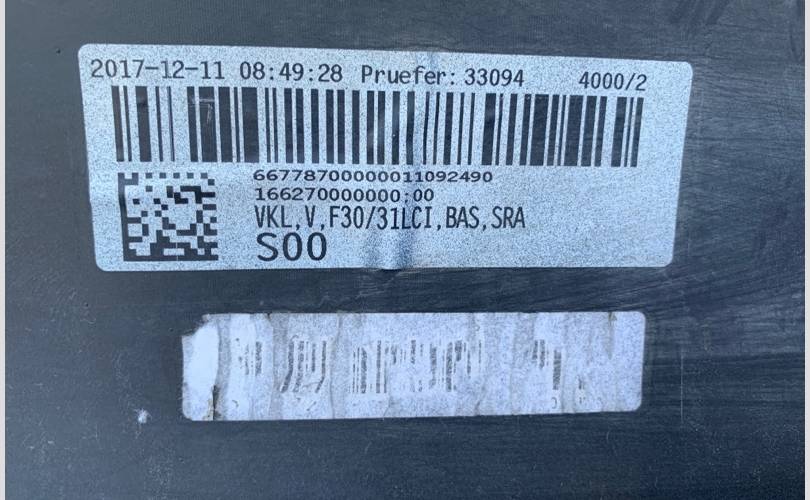 2017-12-11 08:49:28 Pruefer: 33094 4000/2
66778700000011092490
166270000000:00
VKL,V,F30/31LCI,BAS,SRA
S00